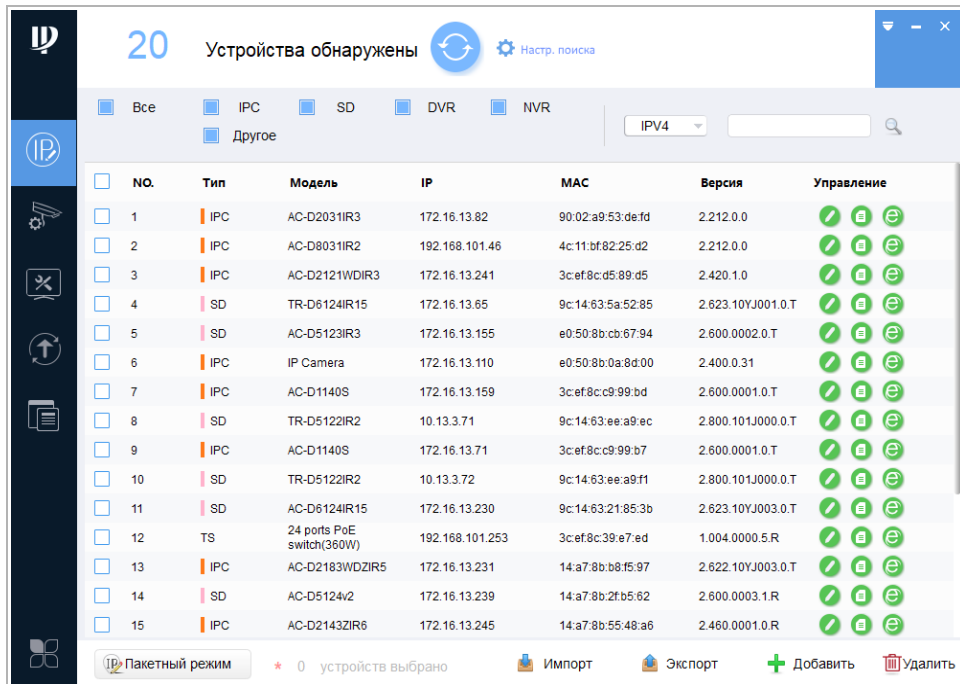 20 Устройства обнаружены Настр. поиска
Все IPC SD DVR NVR
Другое IPV4
NO. Тип Модель IP MAC Версия Управление
1 IPC AC-D2031IR3 172.16.13.82 90:02:a9:53:de:fd 2.212.0.0
2 IPC AC-D8031IR2 192.168.101.46 4c:11:bf:82:25:d2 2.212.0.0
3 IPC AC-D2121WDIR3 172.16.13.241 3c:ef:8c:d5:89:d5 2.420.1.0
4 SD TR-D6124IR15 172.16.13.65 9c:14:63:5a:52:85 2.623.10YJ001.0.T
5 SD AC-D5123IR3 172.16.13.155 e0:50:8b:cb:67:94 2.600.0002.0.T
6 IPC IP Camera 172.16.13.110 e0:50:8b:0a:8d:00 2.400.0.31
7 IPC AC-D1140S 172.16.13.159 3c:ef:8c:c9:99:bd 2.600.0001.0.T
8 SD TR-D5122IR2 10.13.3.71 9c:14:63:ee:a9:ec 2.800.101J000.0.T
9 IPC AC-D1140S 172.16.13.71 3c:ef:8c:c9:99:b7 2.600.0001.0.T
10 SD TR-D5122IR2 10.13.3.72 9c:14:63:ee:a9:f1 2.800.101J000.0.T
11 SD AC-D6124IR15 172.16.13.230 9c:14:63:21:85:3b 2.623.10YJ003.0.T
12 TS 24 ports PoE switch(360W) 192.168.101.253 3c:ef:8c:39:e7:ed 1.004.0000.5.R
13 IPC AC-D2183WDZIR5 172.16.13.231 14:a7:8b:b8:f5:97 2.622.10YJ003.0.T
14 SD AC-D5124v2 172.16.13.239 14:a7:8b:2f:b5:62 2.600.0003.1.R
15 IPC AC-D2143ZIR6 172.16.13.245 14:a7:8b:55:48:a6 2.460.0001.0.R
IP Пакетный режим * 0 устройств выбрано Импорт Экспорт Добавить Удалить